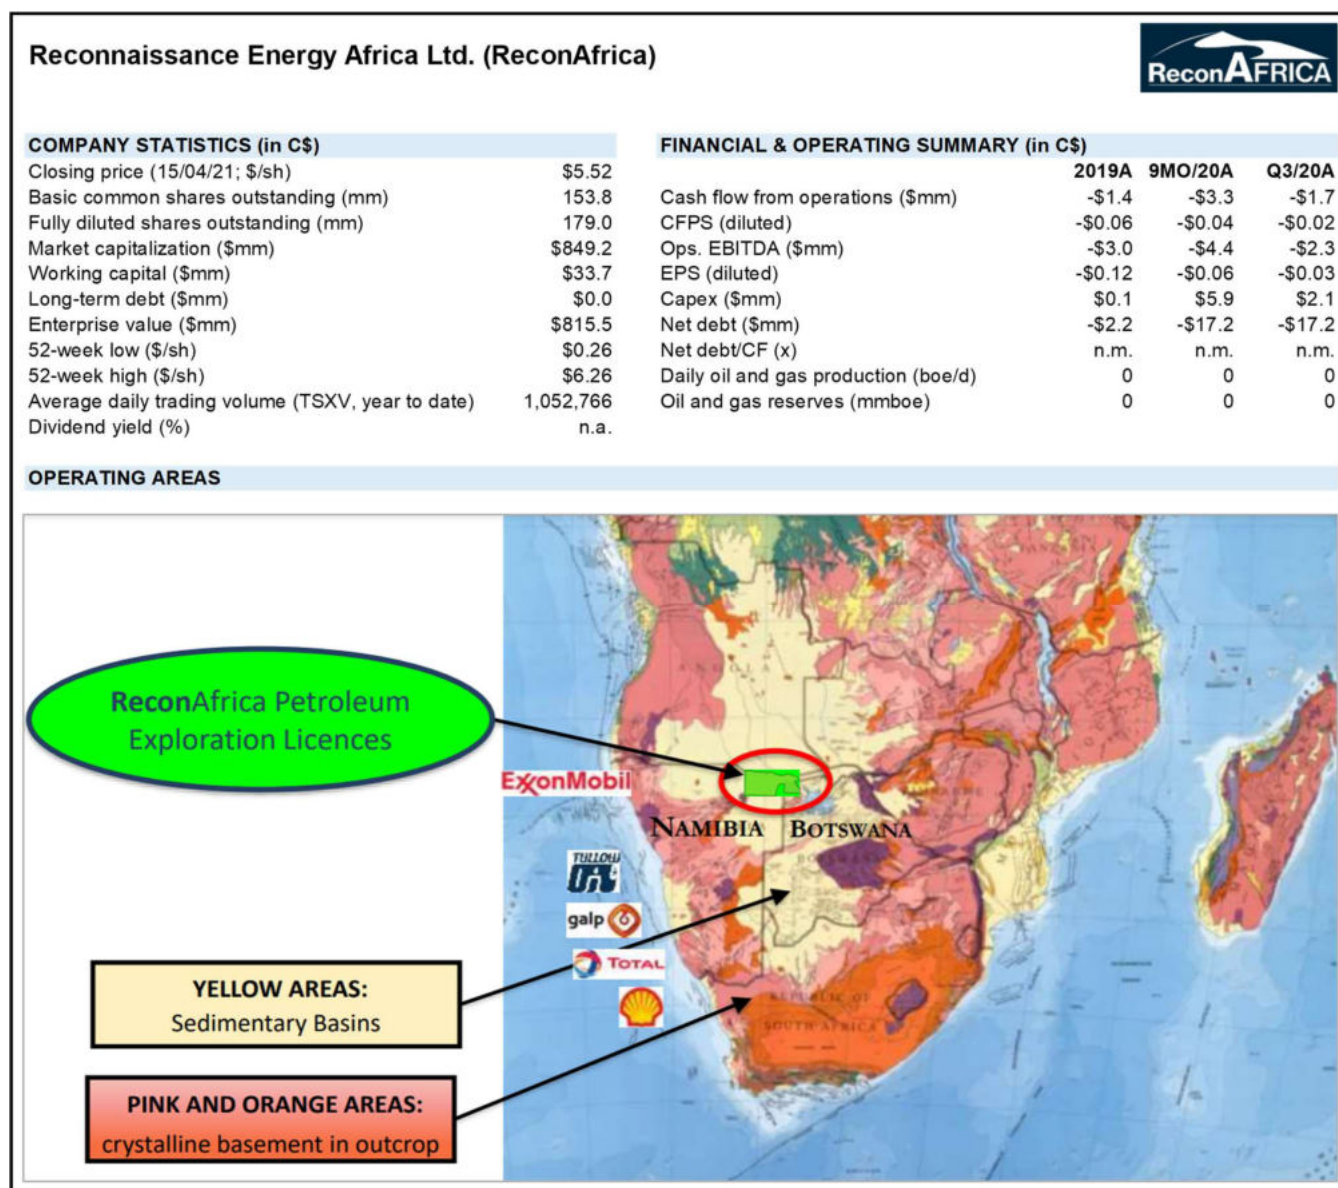 Reconnaissance Energy Africa Ltd. (ReconAfrica)
ReconAFRICA
COMPANY STATISTICS (in C$)
Closing price (15/04/21; $/sh) $5.52
Basic common shares outstanding (mm) 153.8
Fully diluted shares outstanding (mm) 179.0
Market capitalization ($mm) $849.2
Working capital ($mm) $33.7
Long-term debt ($mm) $0.0
Enterprise value ($mm) $815.5
52-week low ($/sh) $0.26
52-week high ($/sh) $6.26
Average daily trading volume (TSXV, year to date) 1,052,766
Dividend yield (%) n.a.
FINANCIAL & OPERATING SUMMARY (in C$)
2019A 9MO/20A Q3/20A
Cash flow from operations ($mm) -$1.4 -$3.3 -$1.7
CFPS (diluted) -$0.06 -$0.04 -$0.02
Ops. EBITDA ($mm) -$3.0 -$4.4 -$2.3
EPS (diluted) -$0.12 -$0.06 -$0.03
Capex ($mm) $0.1 $5.9 $2.1
Net debt ($mm) -$2.2 -$17.2 -$17.2
Net debt/CF (x) n.m. n.m. n.m.
Daily oil and gas production (boe/d) 0 0 0
Oil and gas reserves (mmboe) 0 0 0
OPERATING AREAS
ReconAfrica Petroleum
Exploration Licences
ANGOLA
ExxonMobil
NAMIBIA BOTSWANA
BOTSWANA
TULLOW
Oil
galp
TOTAL
YELLOW AREAS:
Sedimentary Basins
REPUBLIC OF
SOUTH AFRICA
PINK AND ORANGE AREAS:
crystalline basement in outcrop